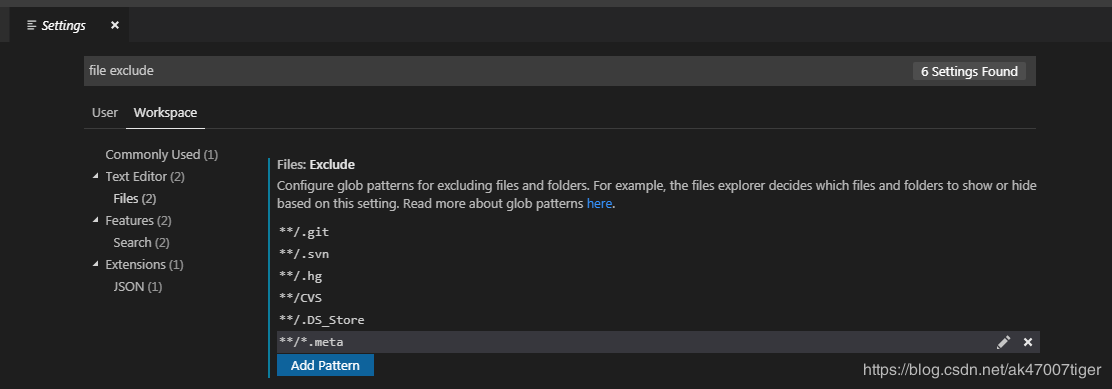 Settings
file exclude
6 Settings Found
User Workspace
Commonly Used (1)
Text Editor (2)
Files (2)
Features (2)
Search (2)
Extensions (1)
JSON (1)
Files: Exclude
Configure glob patterns for excluding files and folders. For example, the files explorer decides which files and folders to show or hide
based on this setting. Read more about glob patterns here.
**/.git
**/.svn
**/.hg
**/CVS
**/.DS_Store
**/*.meta
Add Pattern
https://blog.csdn.net/ak47007tiger